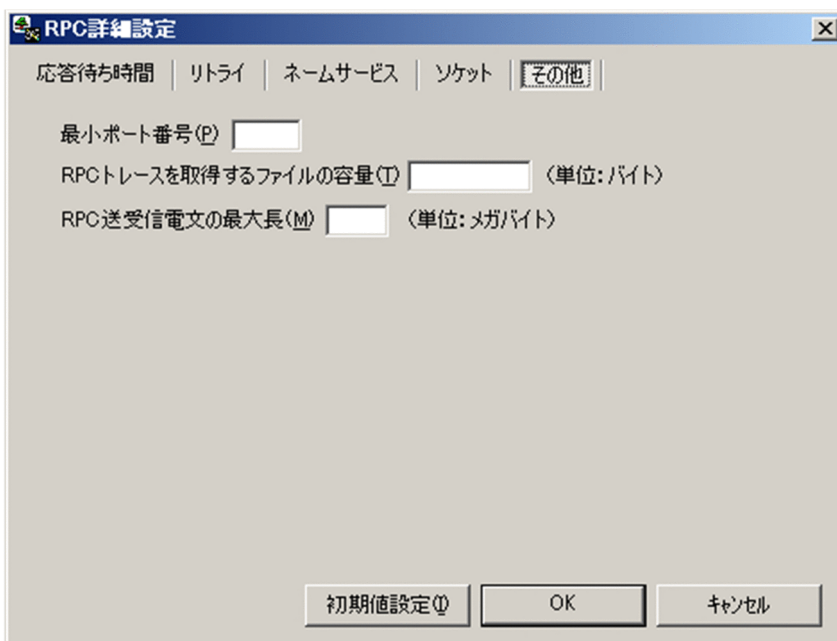 RPC詳細設定
応答待ち時間 リトライ ネームサービス ソケット その他
最小ポート番号(P)
RPCトレースを取得するファイルの容量(T) (単位:バイト)
RPC送受信電文の最大長(M) (単位:メガバイト)
初期値設定(I) OK キャンセル